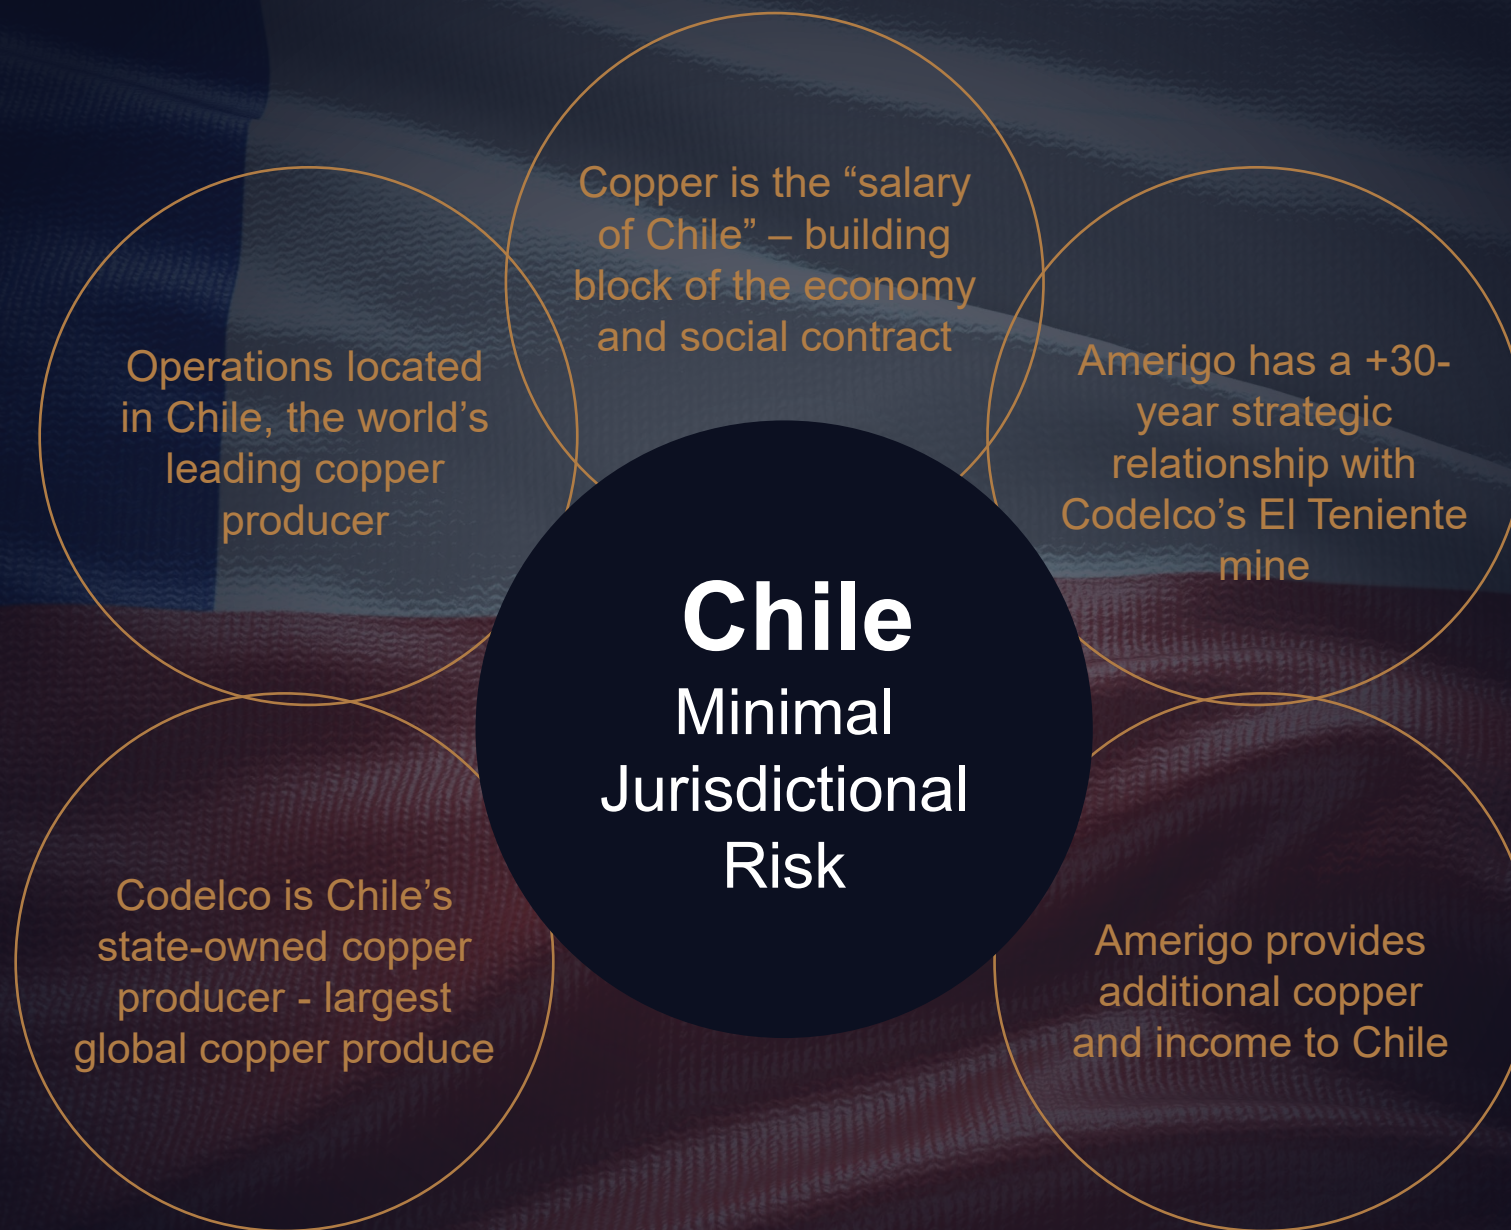 Copper is the “salary
of Chile” – building
block of the economy
and social contract
Operations located
in Chile, the world’s
leading copper
producer
Amerigo has a +30-
year strategic
relationship with
Codelco’s El Teniente
mine
Chile
Minimal
Jurisdictional
Risk
Codelco is Chile’s
state-owned copper
producer - largest
global copper produce
Amerigo provides
additional copper
and income to Chile